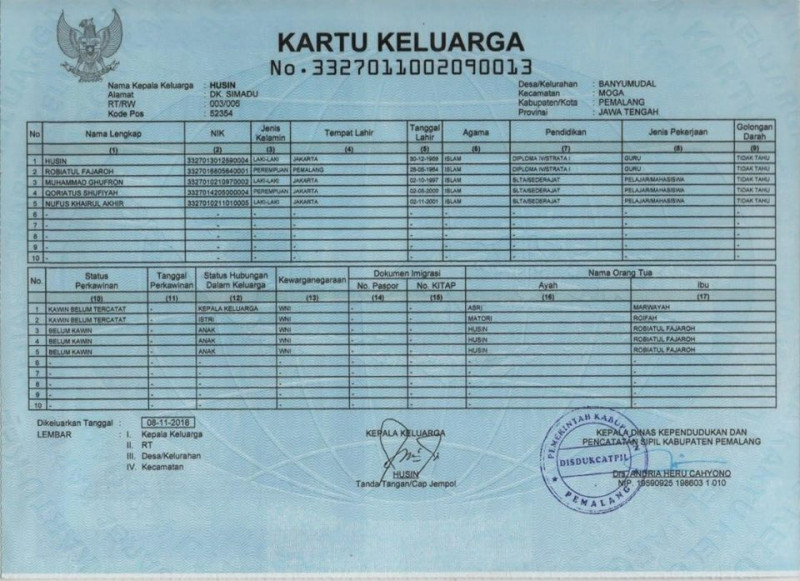 KARTU KELUARGA
No.3327011002090013
Nama Kepala Keluarga : HUSIN
Alamat : DK. SIMADU
RT/RW : 003/006
Kode Pos : 52354
Desa/Kelurahan : BANYUMUDAL
Kecamatan : MOGA
Kabupaten/Kota : PEMALANG
Provinsi : JAWA TENGAH
No Nama Lengkap NIK Jenis Kelamin Tempat Lahir Tanggal Lahir Agama Pendidikan Jenis Pekerjaan Golongan Darah
(1) (2) (3) (4) (5) (6) (7) (8) (9)
1 HUSIN LAKI-LAKI JAKARTA ISLAM DIPLOMA IV/STRATA I GURU TIDAK TAHU
2 ROBIATUL FAJAROH PEREMPUAN PEMALANG ISLAM DIPLOMA IV/STRATA I GURU TIDAK TAHU
3 MUHAMMAD GHUFRON 3327010210970002 LAKI-LAKI JAKARTA 02-10-1997 ISLAM SLTA/SEDERAJAT PELAJAR/MAHASISWA TIDAK TAHU
4 QORIATUS SHUFIYAH 3327014205000004 PEREMPUAN JAKARTA 02-05-2000 ISLAM SLTA/SEDERAJAT PELAJAR/MAHASISWA TIDAK TAHU
5 NUFUS KHAIRUL AKHIR 3327010211010005 LAKI-LAKI JAKARTA 02-11-2001 ISLAM SLTA/SEDERAJAT PELAJAR/MAHASISWA TIDAK TAHU
6 - - - - - - - - -
7 - - - - - - - - -
8 - - - - - - - - -
9 - - - - - - - - -
10 - - - - - - - - -
No. Status Perkawinan Tanggal Perkawinan Status Hubungan Dalam Keluarga Kewarganegaraan Dokumen Imigrasi Nama Orang Tua
No. Paspor No. KITAP Ayah Ibu
(10) (11) (12) (13) (14) (15) (16) (17)
1 KAWIN BELUM TERCATAT - KEPALA KELUARGA WNI - - ASRI MARWAYAH
2 KAWIN BELUM TERCATAT - ISTRI WNI - - MATORI ROIFAH
3 BELUM KAWIN - ANAK WNI - - HUSIN ROBIATUL FAJAROH
4 BELUM KAWIN - ANAK WNI - - HUSIN ROBIATUL FAJAROH
5 BELUM KAWIN - ANAK WNI - - HUSIN ROBIATUL FAJAROH
6 - - - - - - - -
7 - - - - - - - -
8 - - - - - - - -
9 - - - - - - - -
10 - - - - - - - -
Dikeluarkan Tanggal : 08-11-2016
LEMBAR : I. Kepala Keluarga
II. RT
III. Desa/Kelurahan
IV. Kecamatan
KEPALA KELUARGA
HUSIN
Tanda Tangan/Cap Jempol
KEPALA DINAS KEPENDUDUKAN DAN
PENCATATAN SIPIL KABUPATEN PEMALANG
Drs. ANDRIA HERU CAHYONO
NIP. 19590925 198603 1 010
PEMERINTAH KABUPATEN
DISDUKCATPIL
PEMALANG